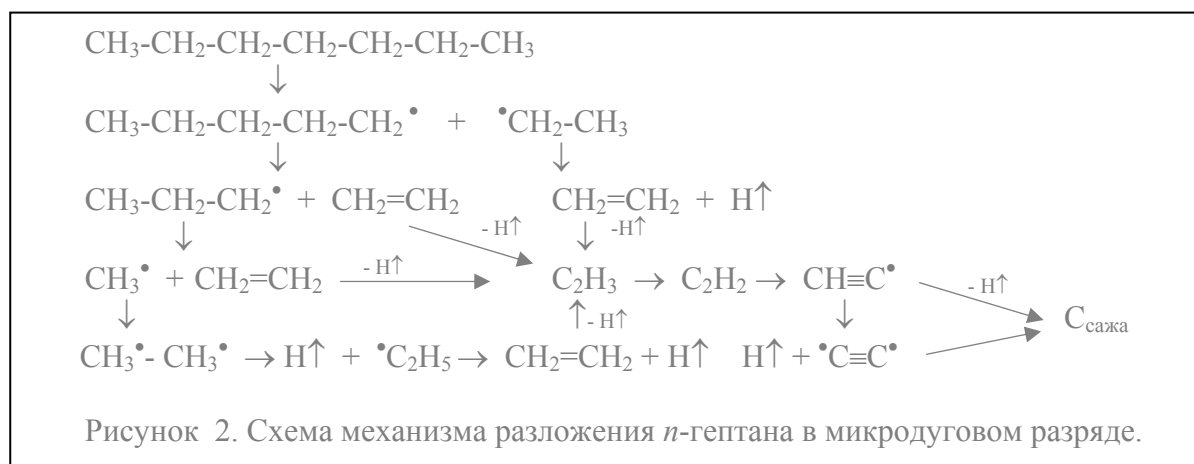 CH₃-CH₂-CH₂-CH₂-CH₂-CH₂-CH₃
↓
CH₃-CH₂-CH₂-CH₂-CH₂• + •CH₂-CH₃
↓ ↓
CH₃-CH₂-CH₂• + CH₂=CH₂ CH₂=CH₂ + H↑
↓ - H↑ ↓ -H↑
CH₃• + CH₂=CH₂ - H↑ → C₂H₃ → C₂H₂ → CH≡C• - H↑
↓ ↑ - H↑ ↓ Ссажа
CH₃•- CH₃• → H↑ + •C₂H₅ → CH₂=CH₂ + H↑ H↑ + •C≡C•
Рисунок 2. Схема механизма разложения n-гептана в микродуговом разряде.